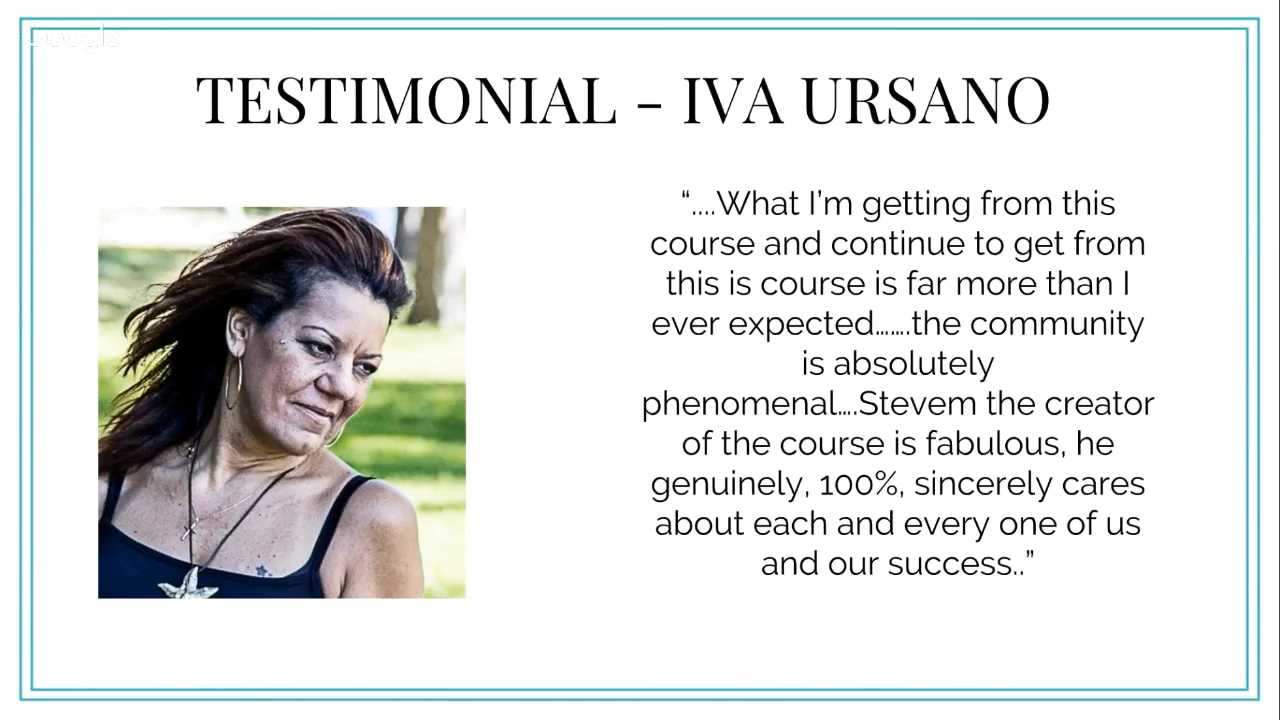 TESTIMONIAL – IVA URSANO
“....What I’m getting from this
course and continue to get from
this is course is far more than I
ever expected…….the community
is absolutely
phenomenal….Stevem the creator
of the course is fabulous, he
genuinely, 100%, sincerely cares
about each and every one of us
and our success..”